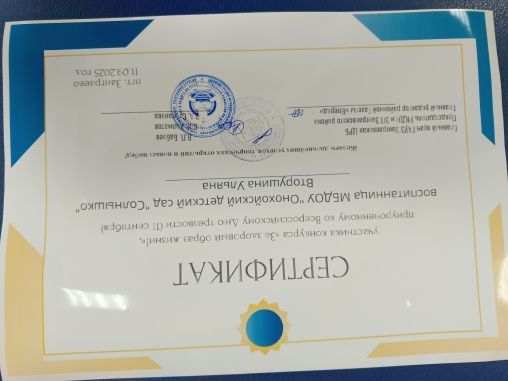 СЕРТИФИКАТ
участника конкурса «За здоровый образ жизни!»,
приуроченному ко Всероссийскому Дню трезвости (11 сентября)
воспитанница МБДОУ "Онохойский детский сад "Солнышко"
Вторушина Ульяна
Желаем дальнейших успехов, творческих открытий и новых побед!
Главный врач ГАУЗ Заиграевская ЦРБ
В.П. Бабуев
Председатель РКДН и ЗП Заиграевского района
Главный редактор районной газеты «Вперед»
пгт. Заиграево
11.09.2025 год